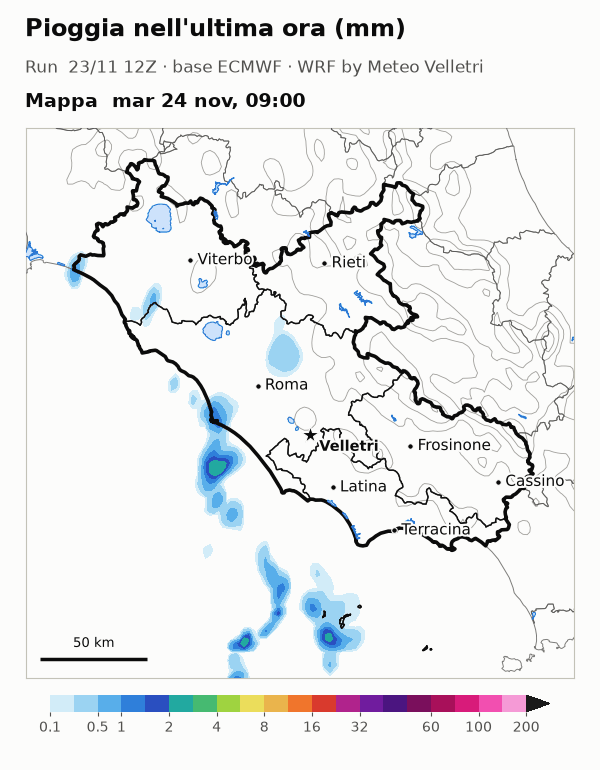 Pioggia nell'ultima ora (mm)
Run  23/11 12Z · base ECMWF · WRF by Meteo Velletri
Mappa  mar 24 nov, 09:00
Viterbo
Rieti
Roma
Velletri
Frosinone
Latina
Cassino
Terracina
50 km
0.1 0.5 1 2 4 8 16 32 60 100 200